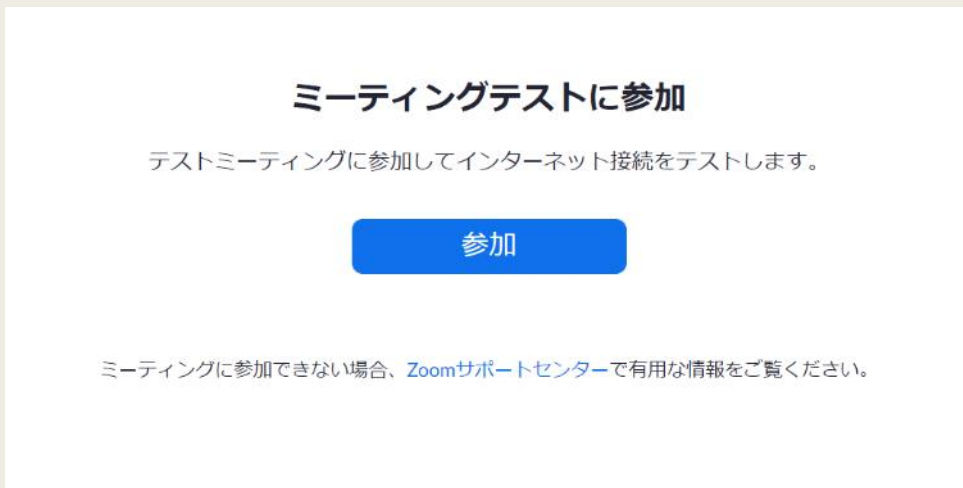 ミーティングテストに参加
テストミーティングに参加してインターネット接続をテストします。
参加
ミーティングに参加できない場合、Zoomサポートセンターで有用な情報をご覧ください。